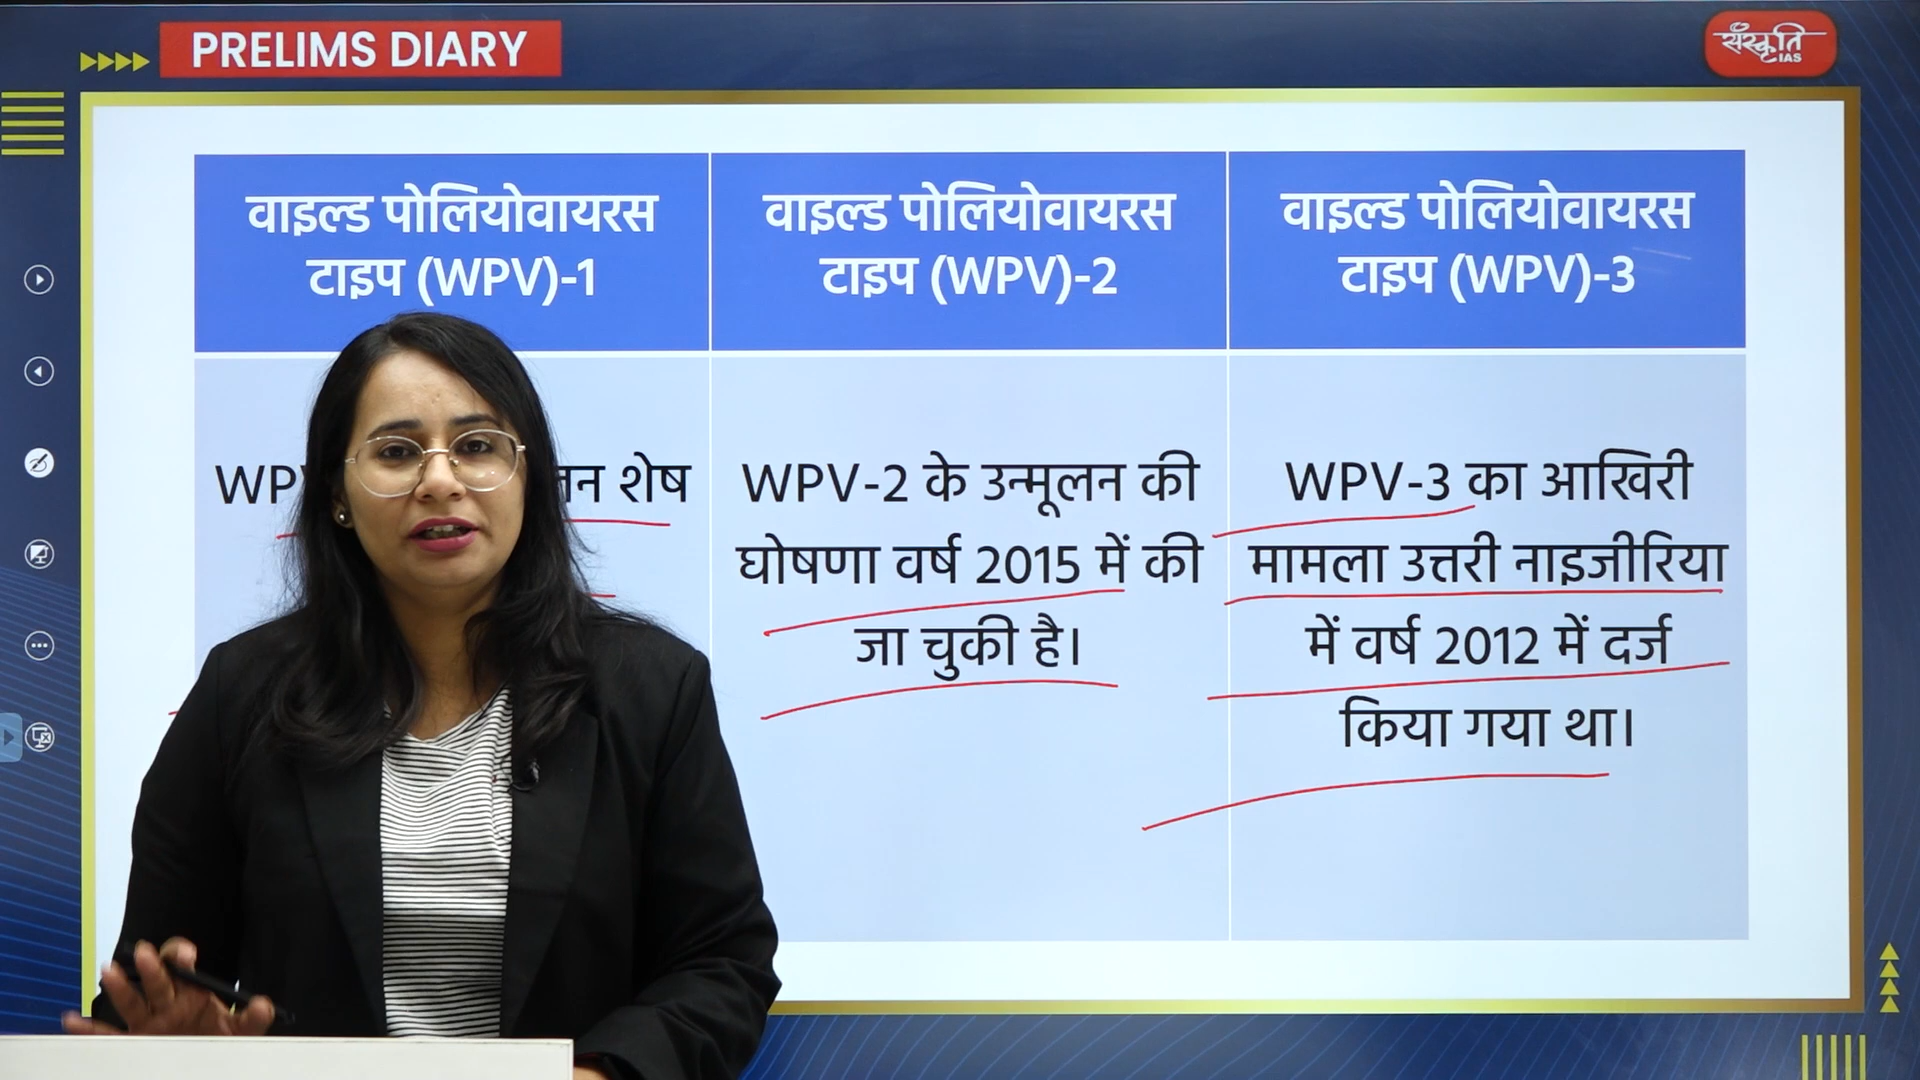 PRELIMS DIARY
संस्कृति
IAS
वाइल्ड पोलियोवायरस
टाइप (WPV)-1
वाइल्ड पोलियोवायरस
टाइप (WPV)-2
वाइल्ड पोलियोवायरस
टाइप (WPV)-3
शेष
WPV-2 के उन्मूलन की
घोषणा वर्ष 2015 में की
जा चुकी है।
WPV-3 का आखिरी
मामला उत्तरी नाइजीरिया
में वर्ष 2012 में दर्ज
किया गया था।